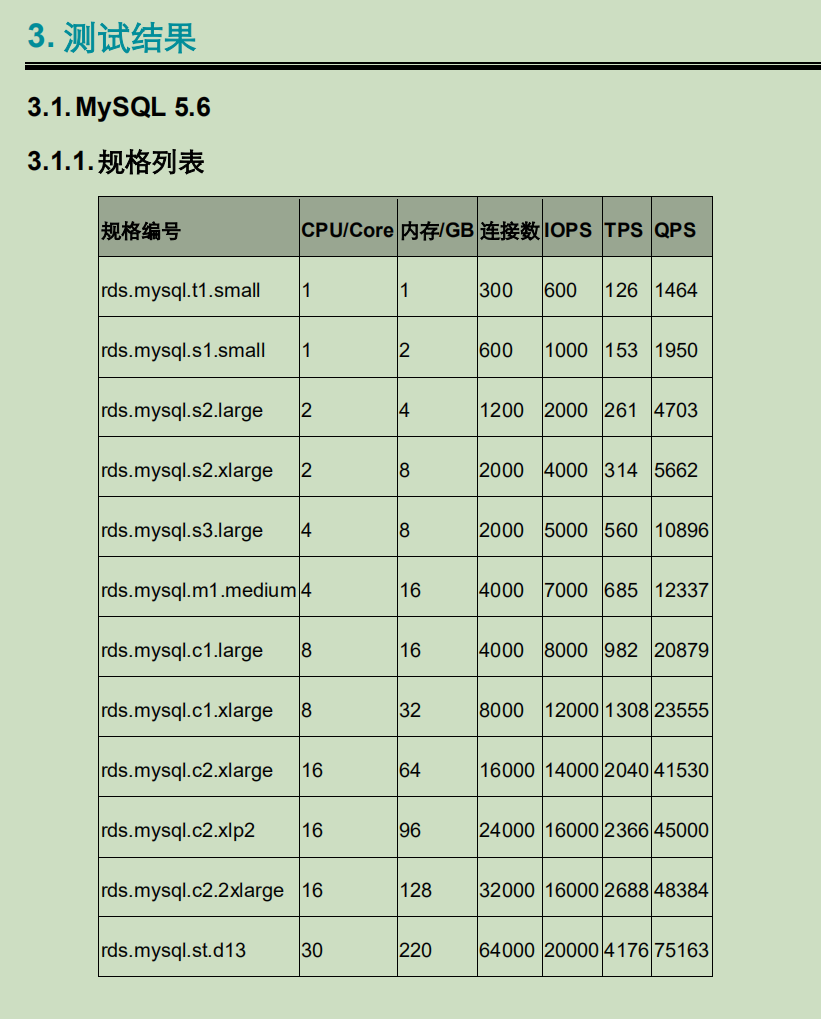 3. 测试结果
3.1. MySQL 5.6
3.1.1. 规格列表
规格编号 CPU/Core 内存/GB 连接数 IOPS TPS QPS
rds.mysql.t1.small 1 1 300 600 126 1464
rds.mysql.s1.small 1 2 600 1000 153 1950
rds.mysql.s2.large 2 4 1200 2000 261 4703
rds.mysql.s2.xlarge 2 8 2000 4000 314 5662
rds.mysql.s3.large 4 8 2000 5000 560 10896
rds.mysql.m1.medium 4 16 4000 7000 685 12337
rds.mysql.c1.large 8 16 4000 8000 982 20879
rds.mysql.c1.xlarge 8 32 8000 12000 1308 23555
rds.mysql.c2.xlarge 16 64 16000 14000 2040 41530
rds.mysql.c2.xlp2 16 96 24000 16000 2366 45000
rds.mysql.c2.2xlarge 16 128 32000 16000 2688 48384
rds.mysql.st.d13 30 220 64000 20000 4176 75163